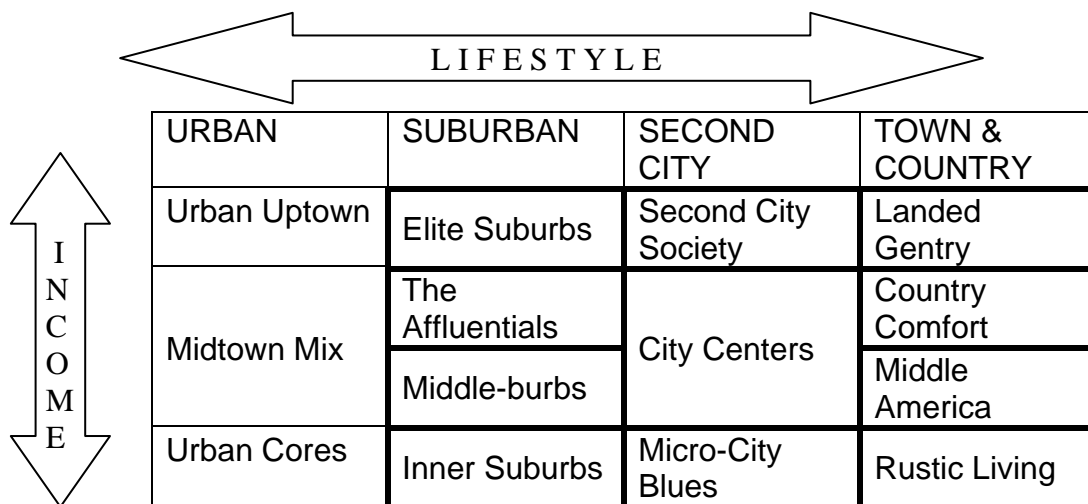 LIFESTYLE
INCOME
URBAN
SUBURBAN
SECOND
CITY
TOWN &
COUNTRY
Urban Uptown
Elite Suburbs
Second City
Society
Landed
Gentry
Midtown Mix
The
Affluentials
City Centers
Country
Comfort
Middle-burbs
Middle
America
Urban Cores
Inner Suburbs
Micro-City
Blues
Rustic Living